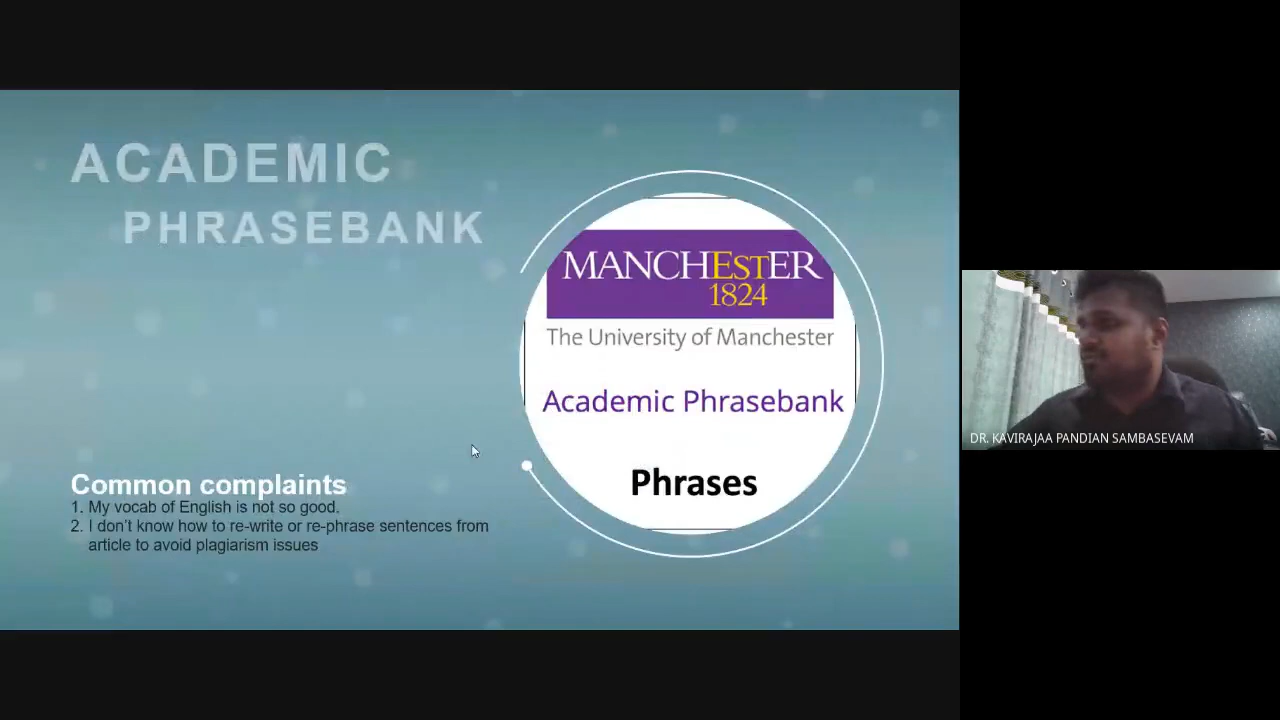 ACADEMIC
PHRASEBANK
MANCHESTER
1824
The University of Manchester
Academic Phrasebank
Phrases
Common complaints
1. My vocab of English is not so good.
2. I don't know how to re-write or re-phrase sentences from
article to avoid plagiarism issues
DR. KAVIRAJAA PANDIAN SAMBASEVAM